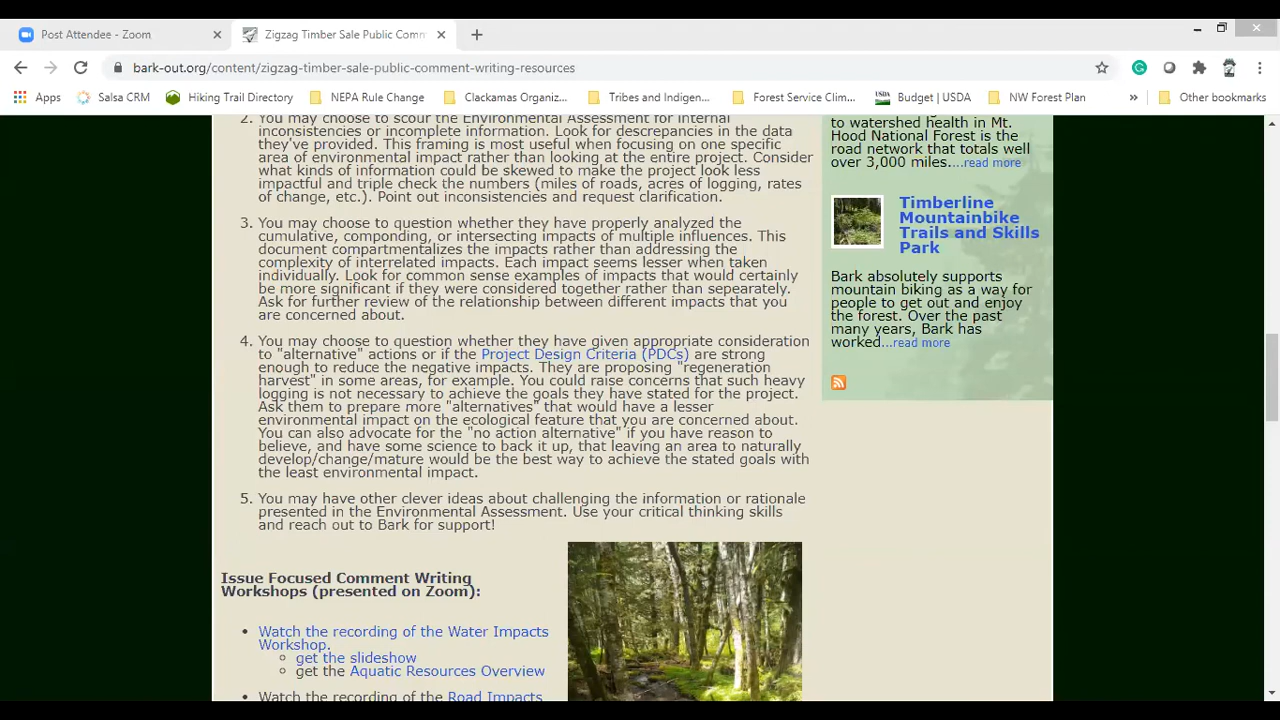 Post Attendee - Zoom
Zigzag Timber Sale Public Comm
bark-out.org/content/zigzag-timber-sale-public-comment-writing-resources
Apps
Salsa CRM
Hiking Trail Directory
NEPA Rule Change
Clackamas Organiz...
Tribes and Indigen...
Forest Service Clim...
USDA
Budget | USDA
NW Forest Plan
»
Other bookmarks
2. You may choose to scour the Environmental Assessment for internal
inconsistencies or incomplete information. Look for discrepancies in the data
they've provided. This framing is most useful when focusing on one specific
area of environmental impact rather than looking at the entire project. Consider
what kinds of information could be skewed to make the project look less
impactful and triple check the numbers (miles of roads, acres of logging, rates
of change, etc.). Point out inconsistencies and request clarification.
3. You may choose to question whether they have properly analyzed the
cumulative, componding, or intersecting impacts of multiple influences. This
document compartmentalizes the impacts rather than addressing the
complexity of interrelated impacts. Each impact seems lesser when taken
individually. Look for common sense examples of impacts that would certainly
be more significant if they were considered together rather than seperately.
Ask for further review of the relationship between different impacts that you
are concerned about.
4. You may choose to question whether they have given appropriate consideration
to "alternative" actions or if the Project Design Criteria (PDCs) are strong
enough to reduce the negative impacts. They are proposing "regeneration
harvest" in some areas, for example. You could raise concerns that such heavy
logging is not necessary to achieve the goals they have stated for the project.
Ask them to prepare more "alternatives" that would have a lesser
environmental impact on the ecological feature that you are concerned about.
You can also advocate for the "no action alternative" if you have reason to
believe, and have some science to back it up, that leaving an area to naturally
develop/change/mature would be the best way to achieve the stated goals with
the least environmental impact.
5. You may have other clever ideas about challenging the information or rationale
presented in the Environmental Assessment. Use your critical thinking skills
and reach out to Bark for support!
Issue Focused Comment Writing
Workshops (presented on Zoom):
• Watch the recording of the Water Impacts
Workshop.
◦ get the slideshow
◦ get the Aquatic Resources Overview
• Watch the recording of the Road Impacts
to watershed health in Mt.
Hood National Forest is the
road network that totals well
over 3,000 miles....read more
Timberline
Mountainbike
Trails and Skills
Park
Bark absolutely supports
mountain biking as a way for
people to get out and enjoy
the forest. Over the past
many years, Bark has
worked...read more